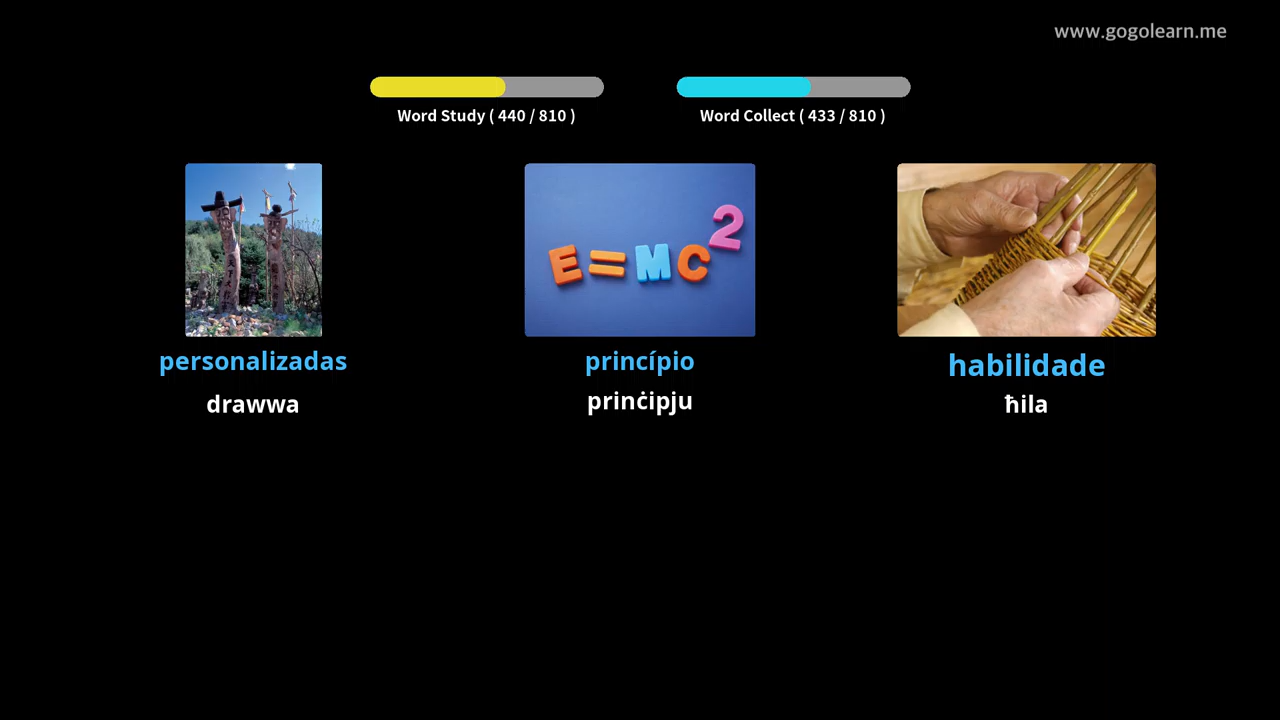 www.gogolearn.me
Word Study ( 440 / 810 )
Word Collect ( 433 / 810 )
E=MC2
personalizadas
princípio
habilidade
drawwa
prinċipju
ħila